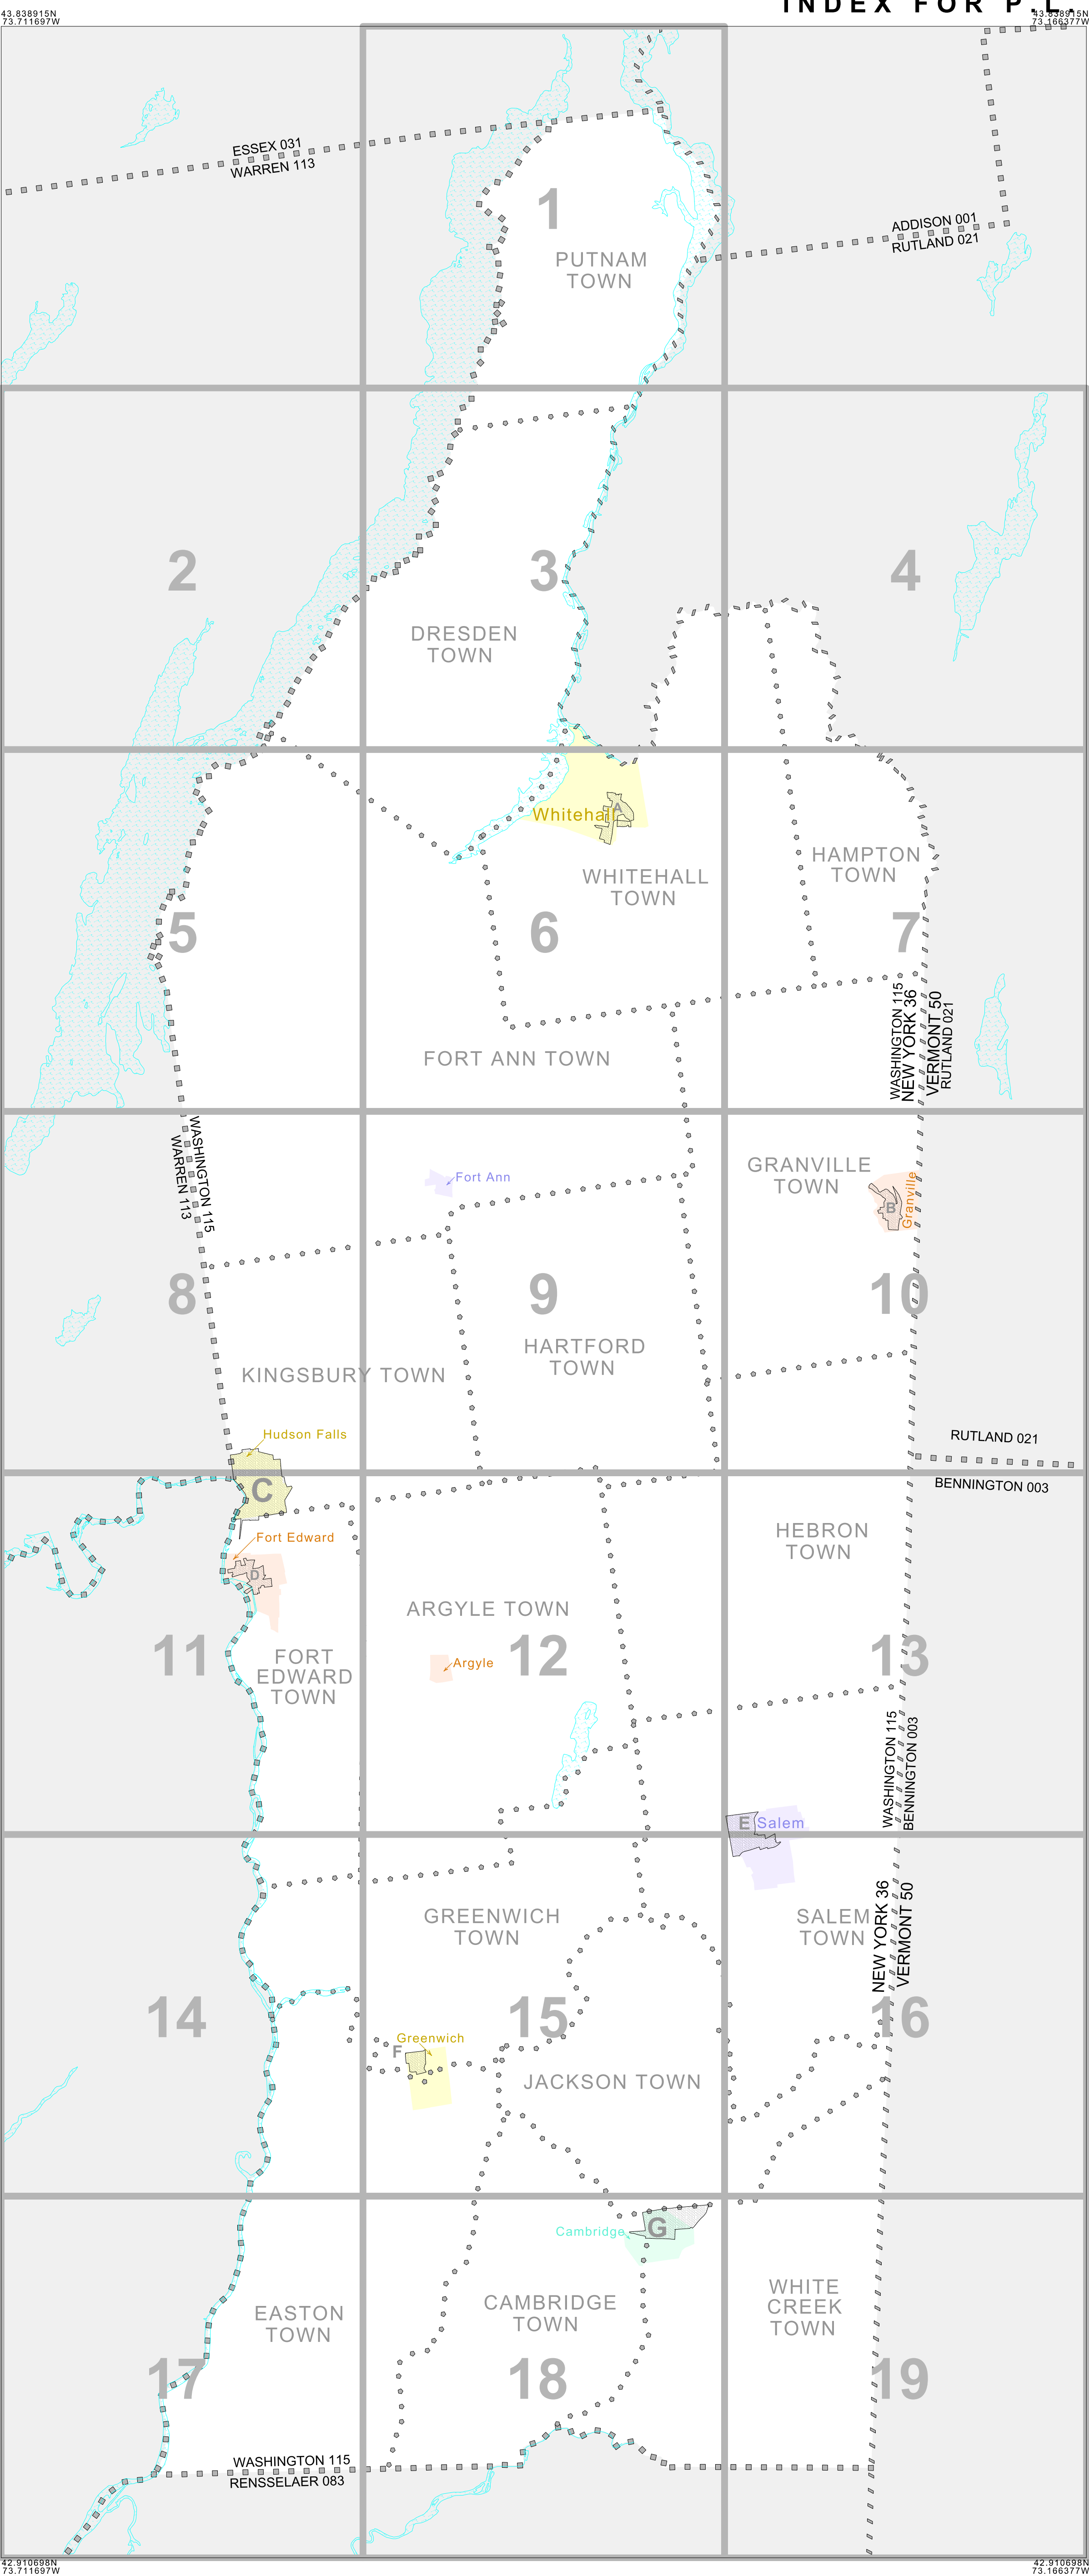 INDEX FOR P.L.
43.838915N
73.711697W
43.838915N
73.166377W
ESSEX 031
WARREN 113
1
PUTNAM
TOWN
ADDISON 001
RUTLAND 021
2
3
4
DRESDEN
TOWN
Whitehall
A
WHITEHALL
TOWN
HAMPTON
TOWN
5
6
7
WASHINGTON 115
NEW YORK 36
VERMONT 50
RUTLAND 021
FORT ANN TOWN
WASHINGTON 115
WARREN 113
Fort Ann
GRANVILLE
TOWN
B
Granville
8
9
10
HARTFORD
TOWN
KINGSBURY TOWN
Hudson Falls
C
RUTLAND 021
BENNINGTON 003
Fort Edward
D
HEBRON
TOWN
ARGYLE TOWN
11
12
13
FORT
EDWARD
TOWN
Argyle
WASHINGTON 115
BENNINGTON 003
E
Salem
GREENWICH
TOWN
SALEM
TOWN
NEW YORK 36
VERMONT 50
14
15
16
Greenwich
F
JACKSON TOWN
G
Cambridge
EASTON
TOWN
CAMBRIDGE
TOWN
WHITE
CREEK
TOWN
17
18
19
WASHINGTON 115
RENSSELAER 083
42.910698N
73.711697W
42.910698N
73.166377W